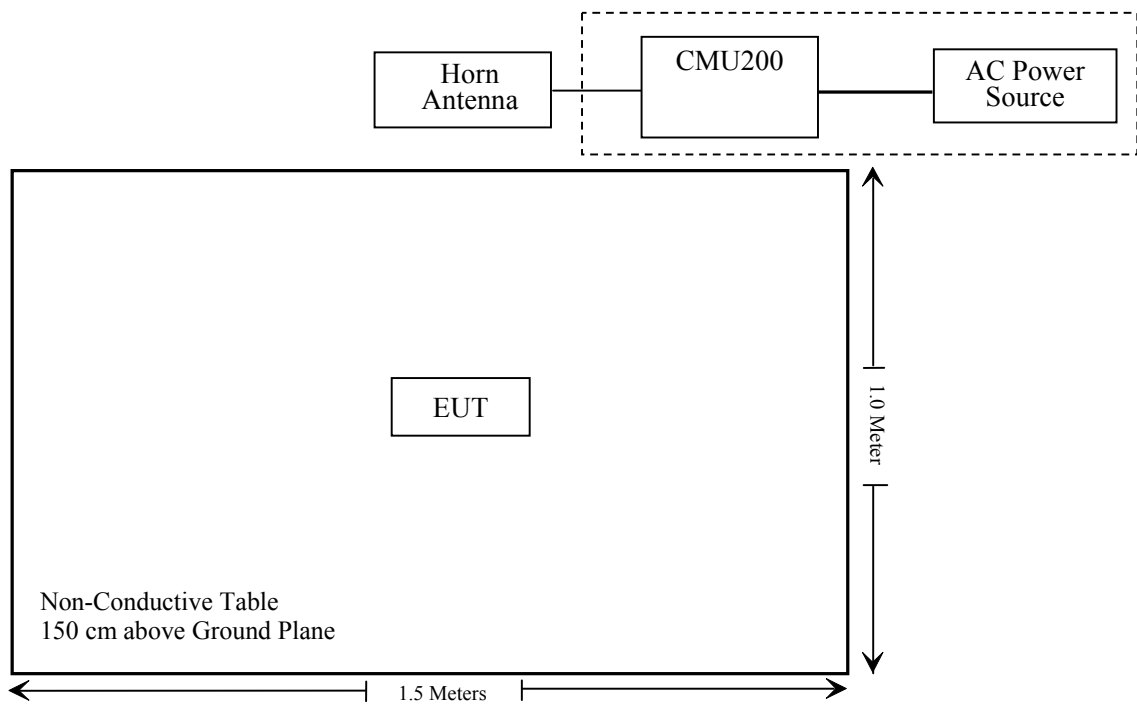 Horn
Antenna
CMU200
AC Power
Source
EUT
1.0 Meter
Non-Conductive Table
150 cm above Ground Plane
1.5 Meters